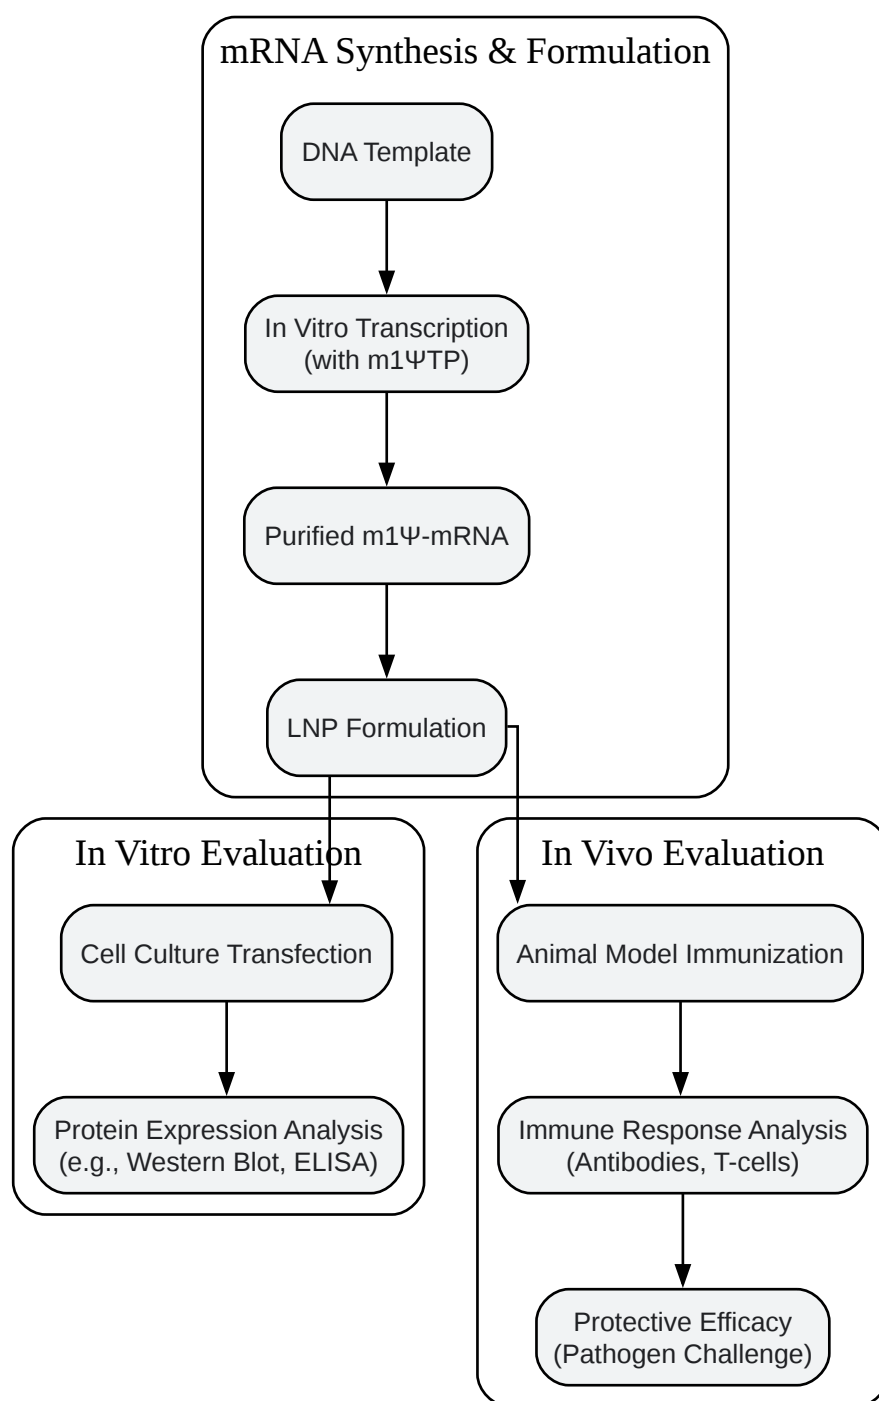 mRNA Synthesis & Formulation
DNA Template
In Vitro Transcription
(with m1ΨTP)
Purified m1Ψ-mRNA
LNP Formulation
In Vitro Evaluation
Cell Culture Transfection
Protein Expression Analysis
(e.g., Western Blot, ELISA)
In Vivo Evaluation
Animal Model Immunization
Immune Response Analysis
(Antibodies, T-cells)
Protective Efficacy
(Pathogen Challenge)